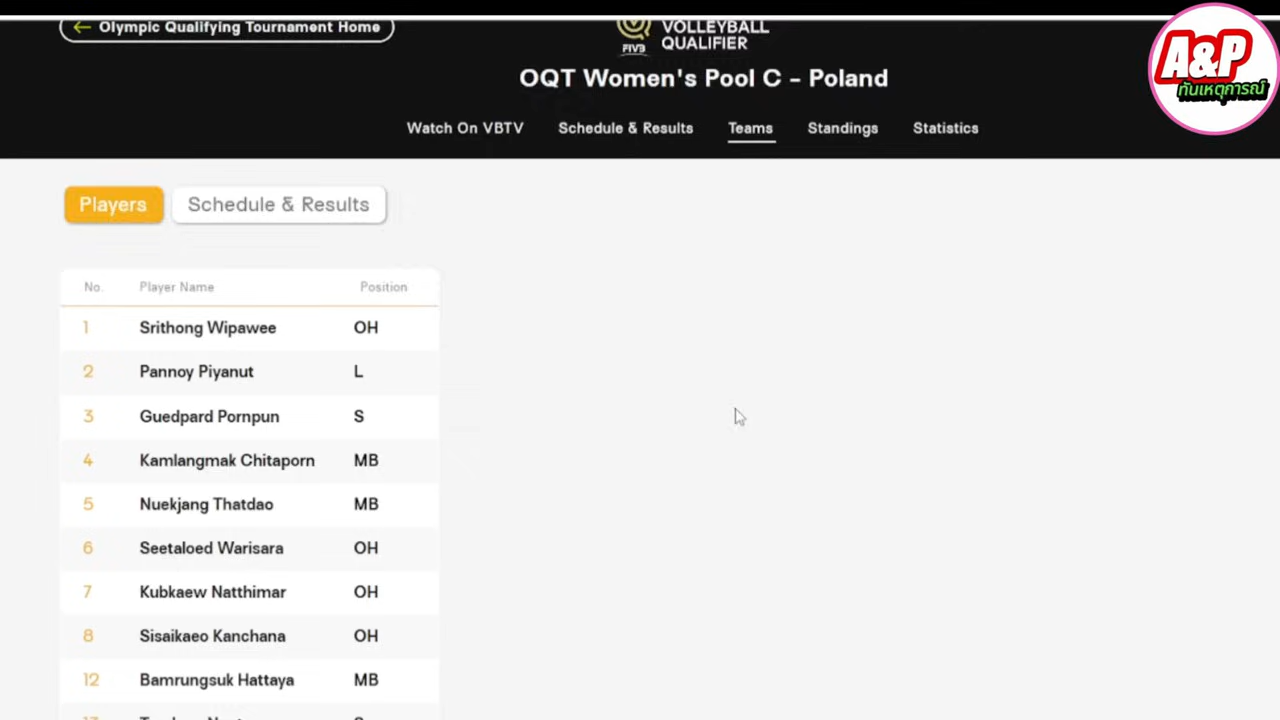 ← Olympic Qualifying Tournament Home
FIVB
VOLLEYBALL
QUALIFIER
A&P
ทันเหตุการณ์
OQT Women's Pool C - Poland
Watch On VBTV Schedule & Results Teams Standings Statistics
Players Schedule & Results
No. Player Name Position
1 Srithong Wipawee OH
2 Pannoy Piyanut L
3 Guedpard Pornpun S
4 Kamlangmak Chitaporn MB
5 Nuekjang Thatdao MB
6 Seetaloed Warisara OH
7 Kubkaew Natthimar OH
8 Sisaikaeo Kanchana OH
12 Bamrungsuk Hattaya MB